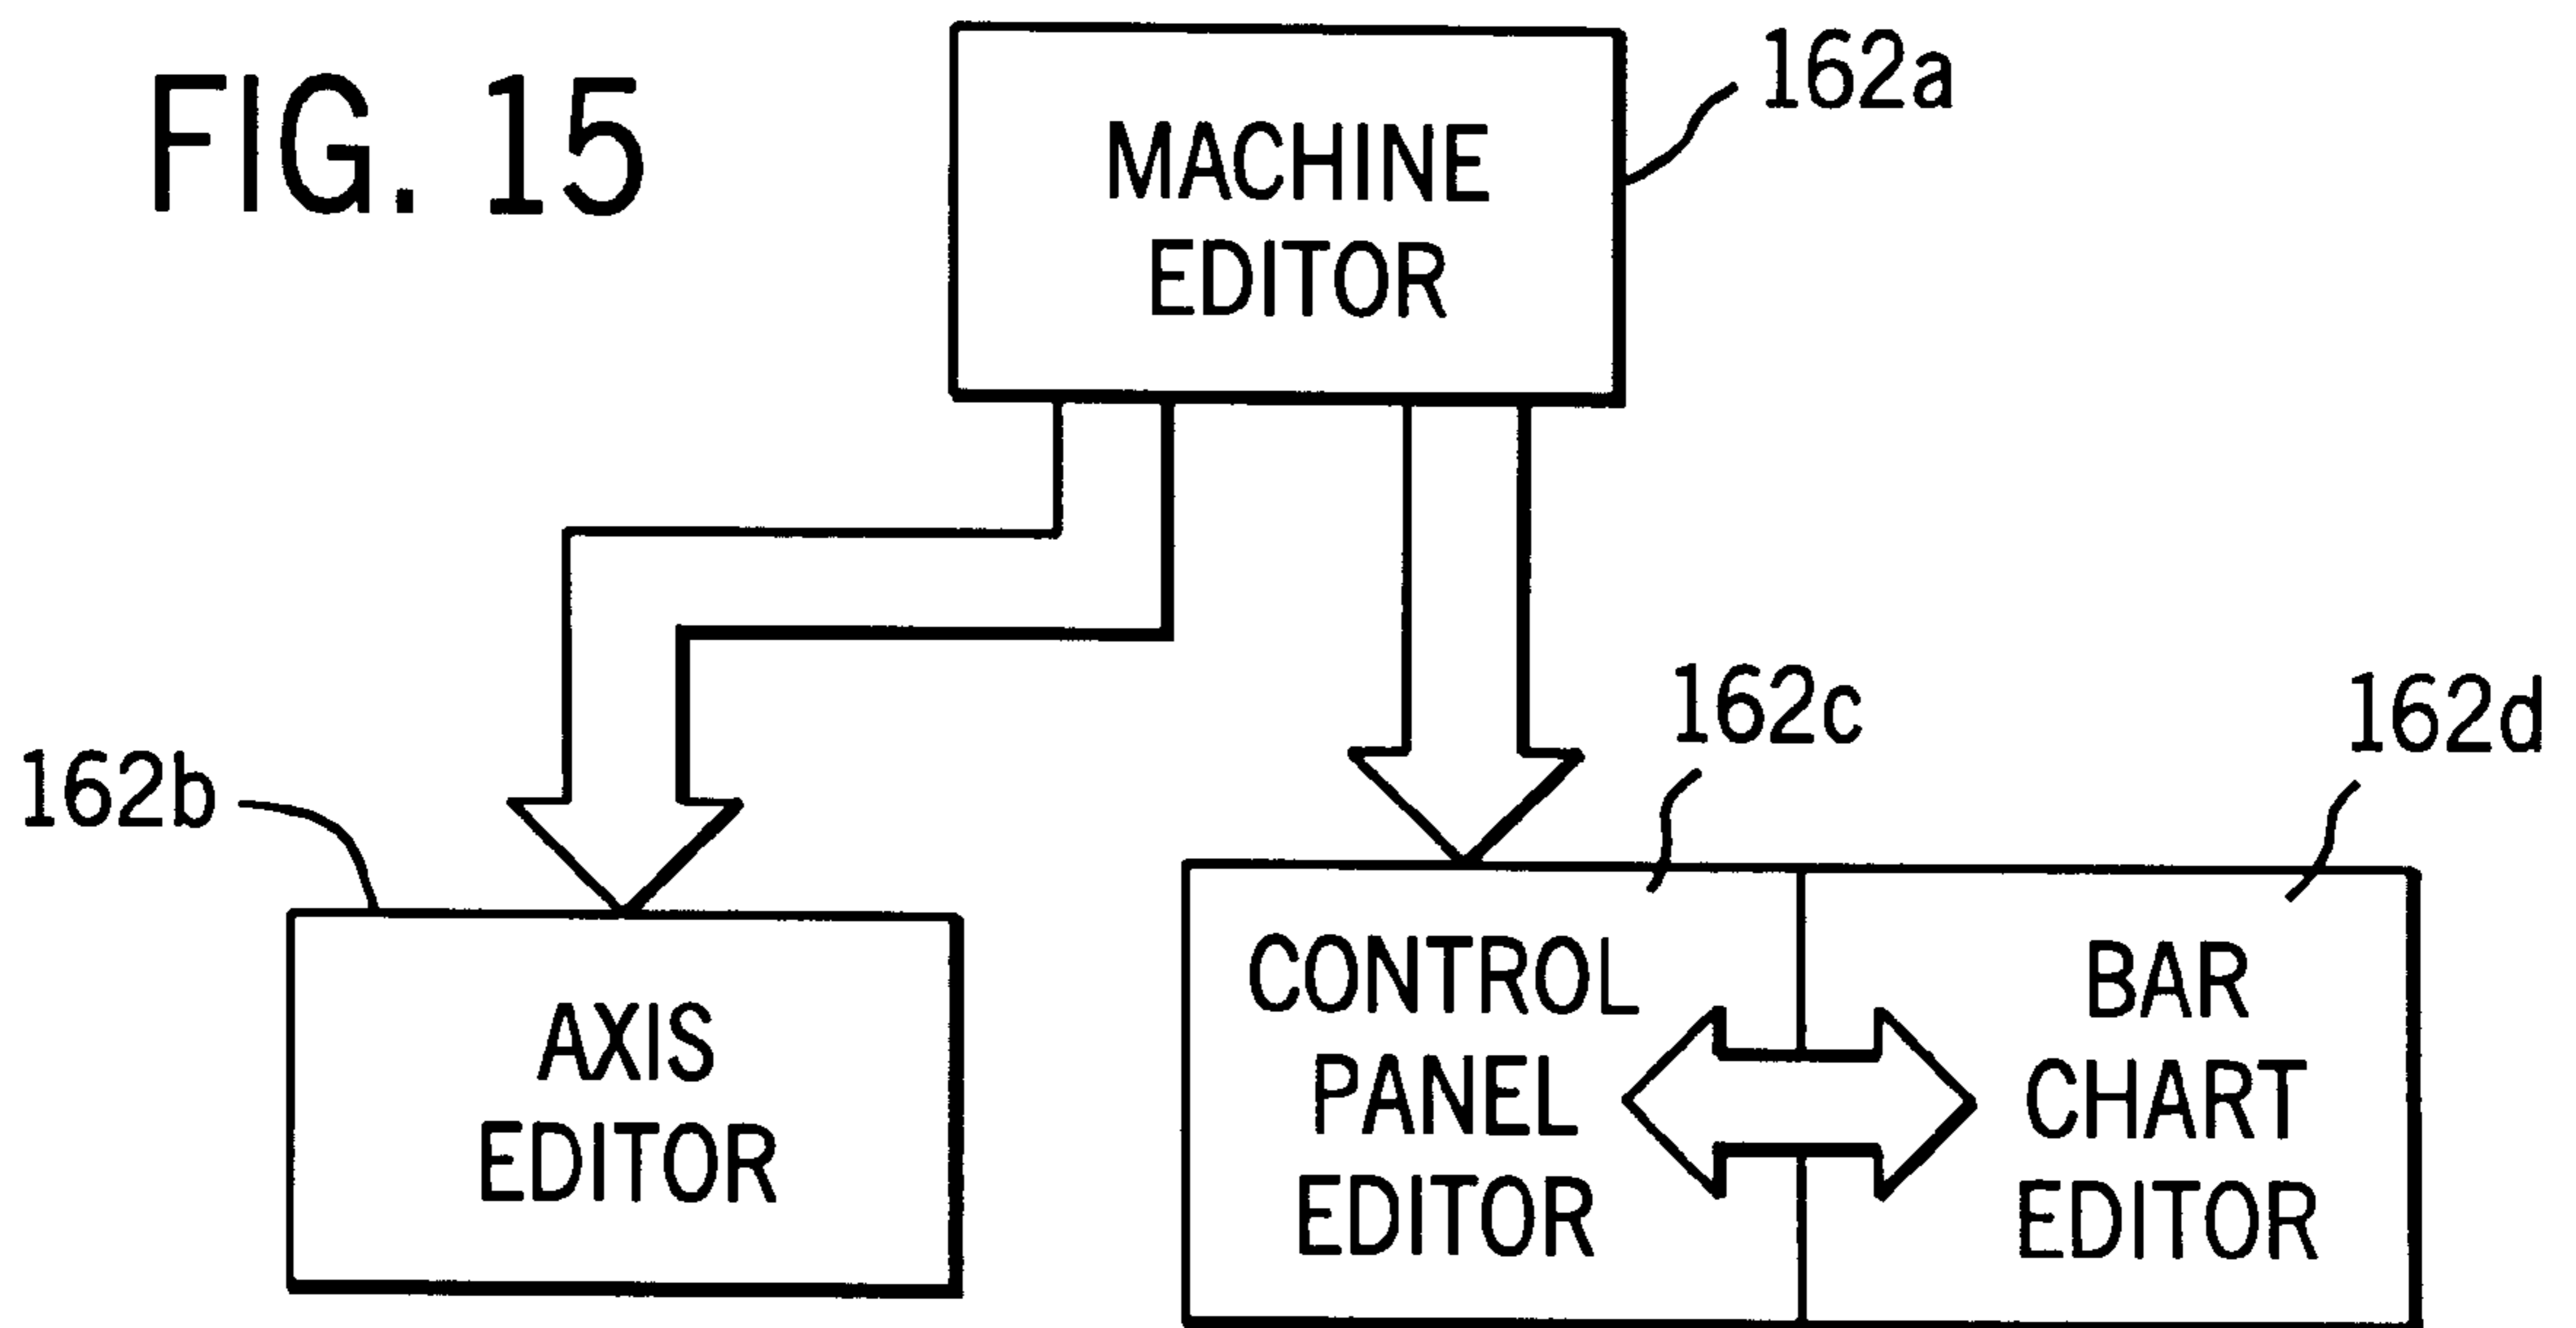 FIG. 15
162a
MACHINE
EDITOR
162b
AXIS
EDITOR
162c
CONTROL
PANEL
EDITOR
162d
BAR
CHART
EDITOR